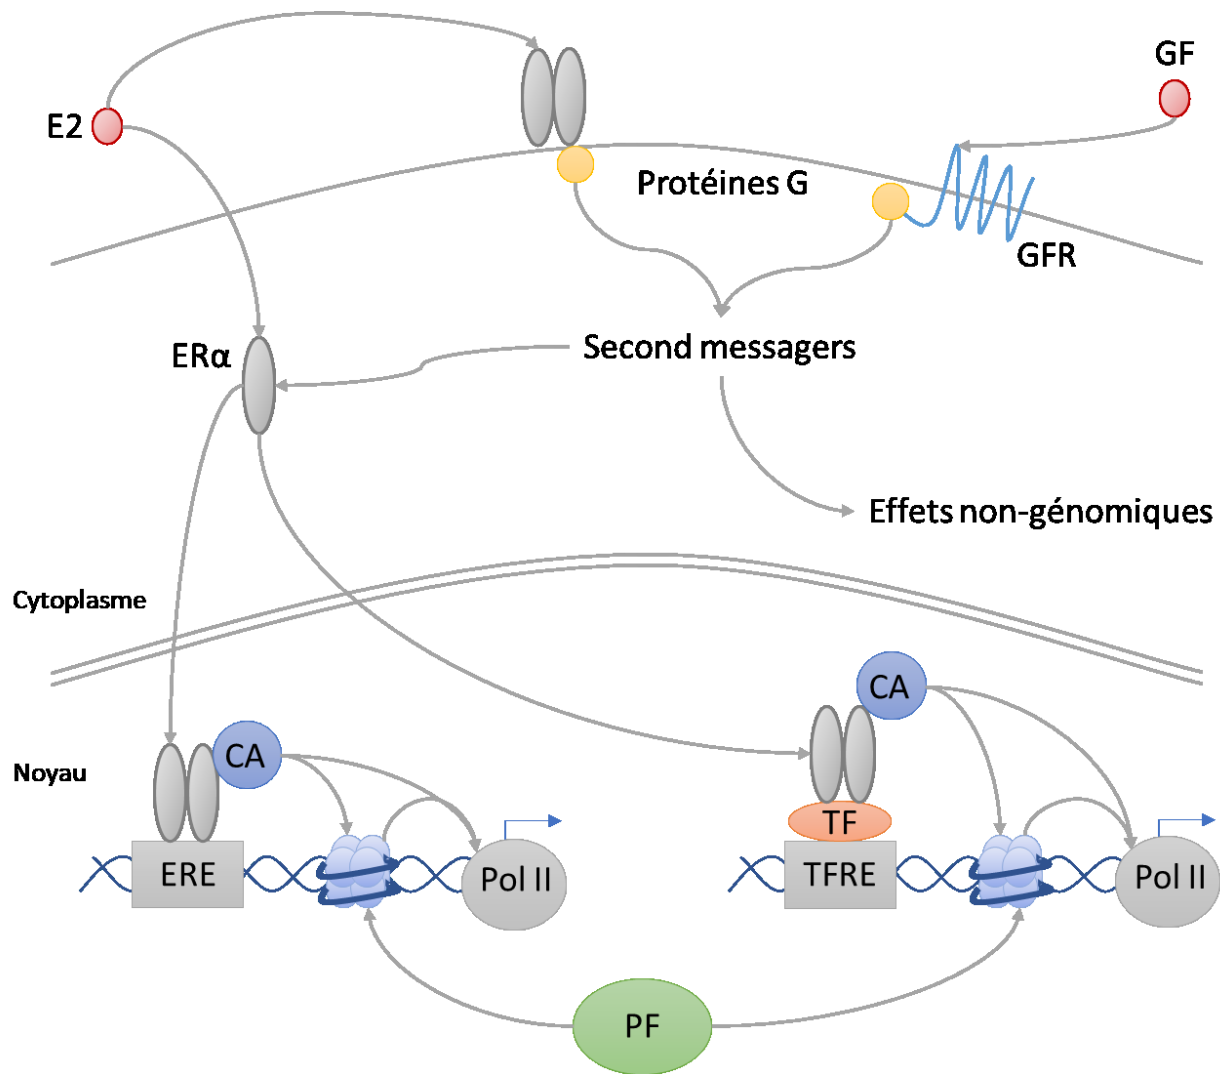 GF
E2
Protéines G
GFR
ERα
Second messagers
Effets non-génomiques
Cytoplasme
CA
CA
Noyau
TF
ERE
Pol II
TFRE
Pol II
PF